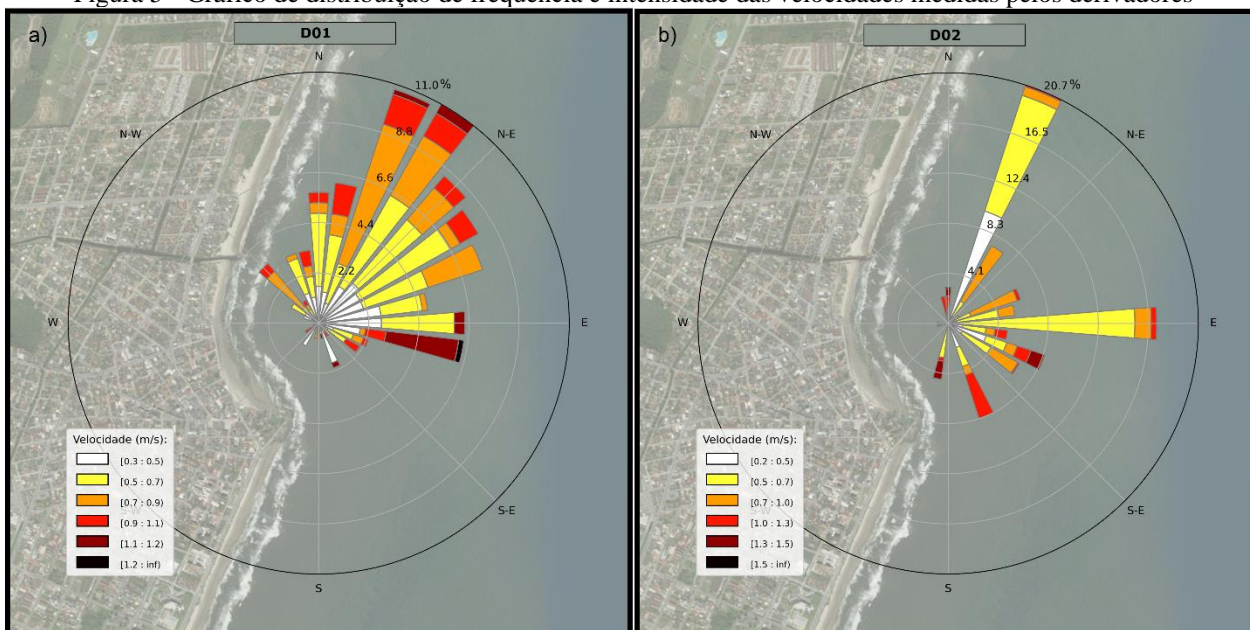 Figura 5 – Gráfico de distribuição de frequência e intensidade das velocidades medidas pelos derivadores
a)
D01
N
11.0%
N-W
N-E
8.8
6.6
4.4
2.2
W
E
S-W
S-E
S
Velocidade (m/s):
[0.3 : 0.5)
[0.5 : 0.7)
[0.7 : 0.9)
[0.9 : 1.1)
[1.1 : 1.2)
[1.2 : inf)
b)
D02
N
20.7%
N-W
N-E
16.5
12.4
8.3
4.1
W
E
S-W
S-E
S
Velocidade (m/s):
[0.2 : 0.5)
[0.5 : 0.7)
[0.7 : 1.0)
[1.0 : 1.3)
[1.3 : 1.5)
[1.5 : inf)